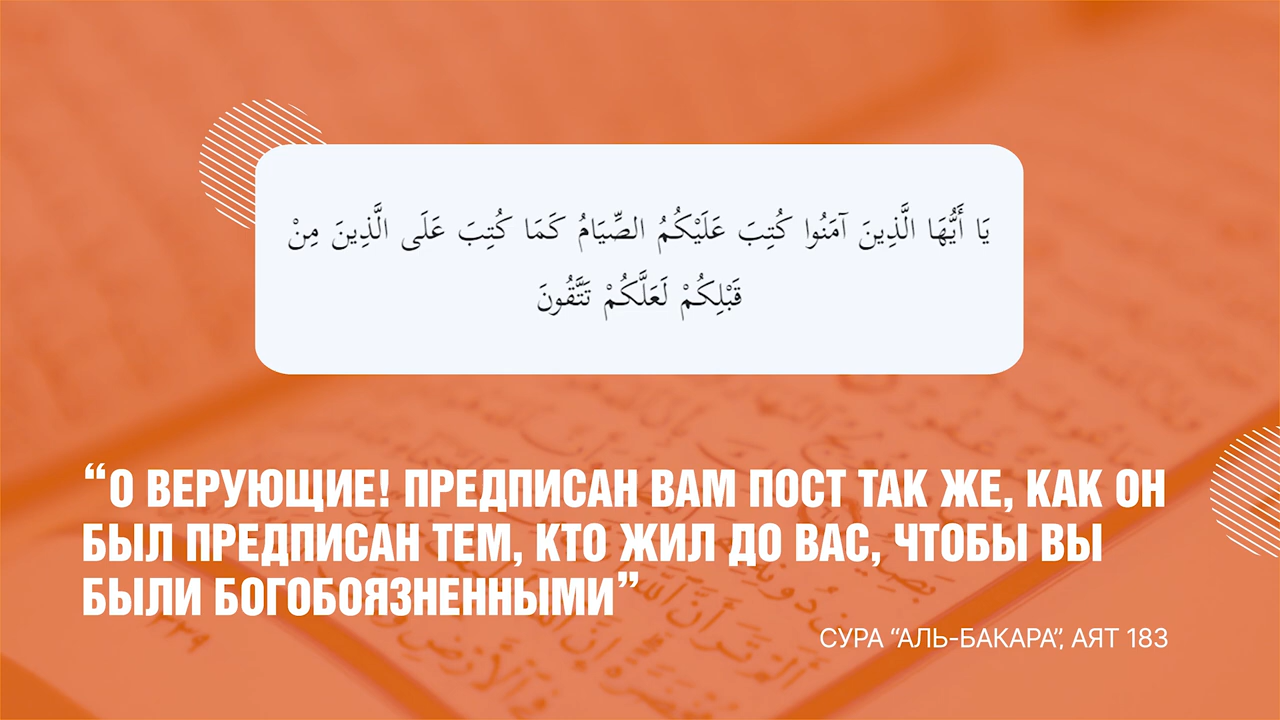 يَا أَيُّهَا الَّذِينَ آمَنُوا كُتِبَ عَلَيْكُمُ الصِّيَامُ كَمَا كُتِبَ عَلَى الَّذِينَ مِنْ
قَبْلِكُمْ لَعَلَّكُمْ تَتَّقُونَ
“О ВЕРУЮЩИЕ! ПРЕДПИСАН ВАМ ПОСТ ТАК ЖЕ, КАК ОН
БЫЛ ПРЕДПИСАН ТЕМ, КТО ЖИЛ ДО ВАС, ЧТОБЫ ВЫ
БЫЛИ БОГОБОЯЗНЕННЫМИ”
СУРА “АЛЬ-БАКАРА”, АЯТ 183